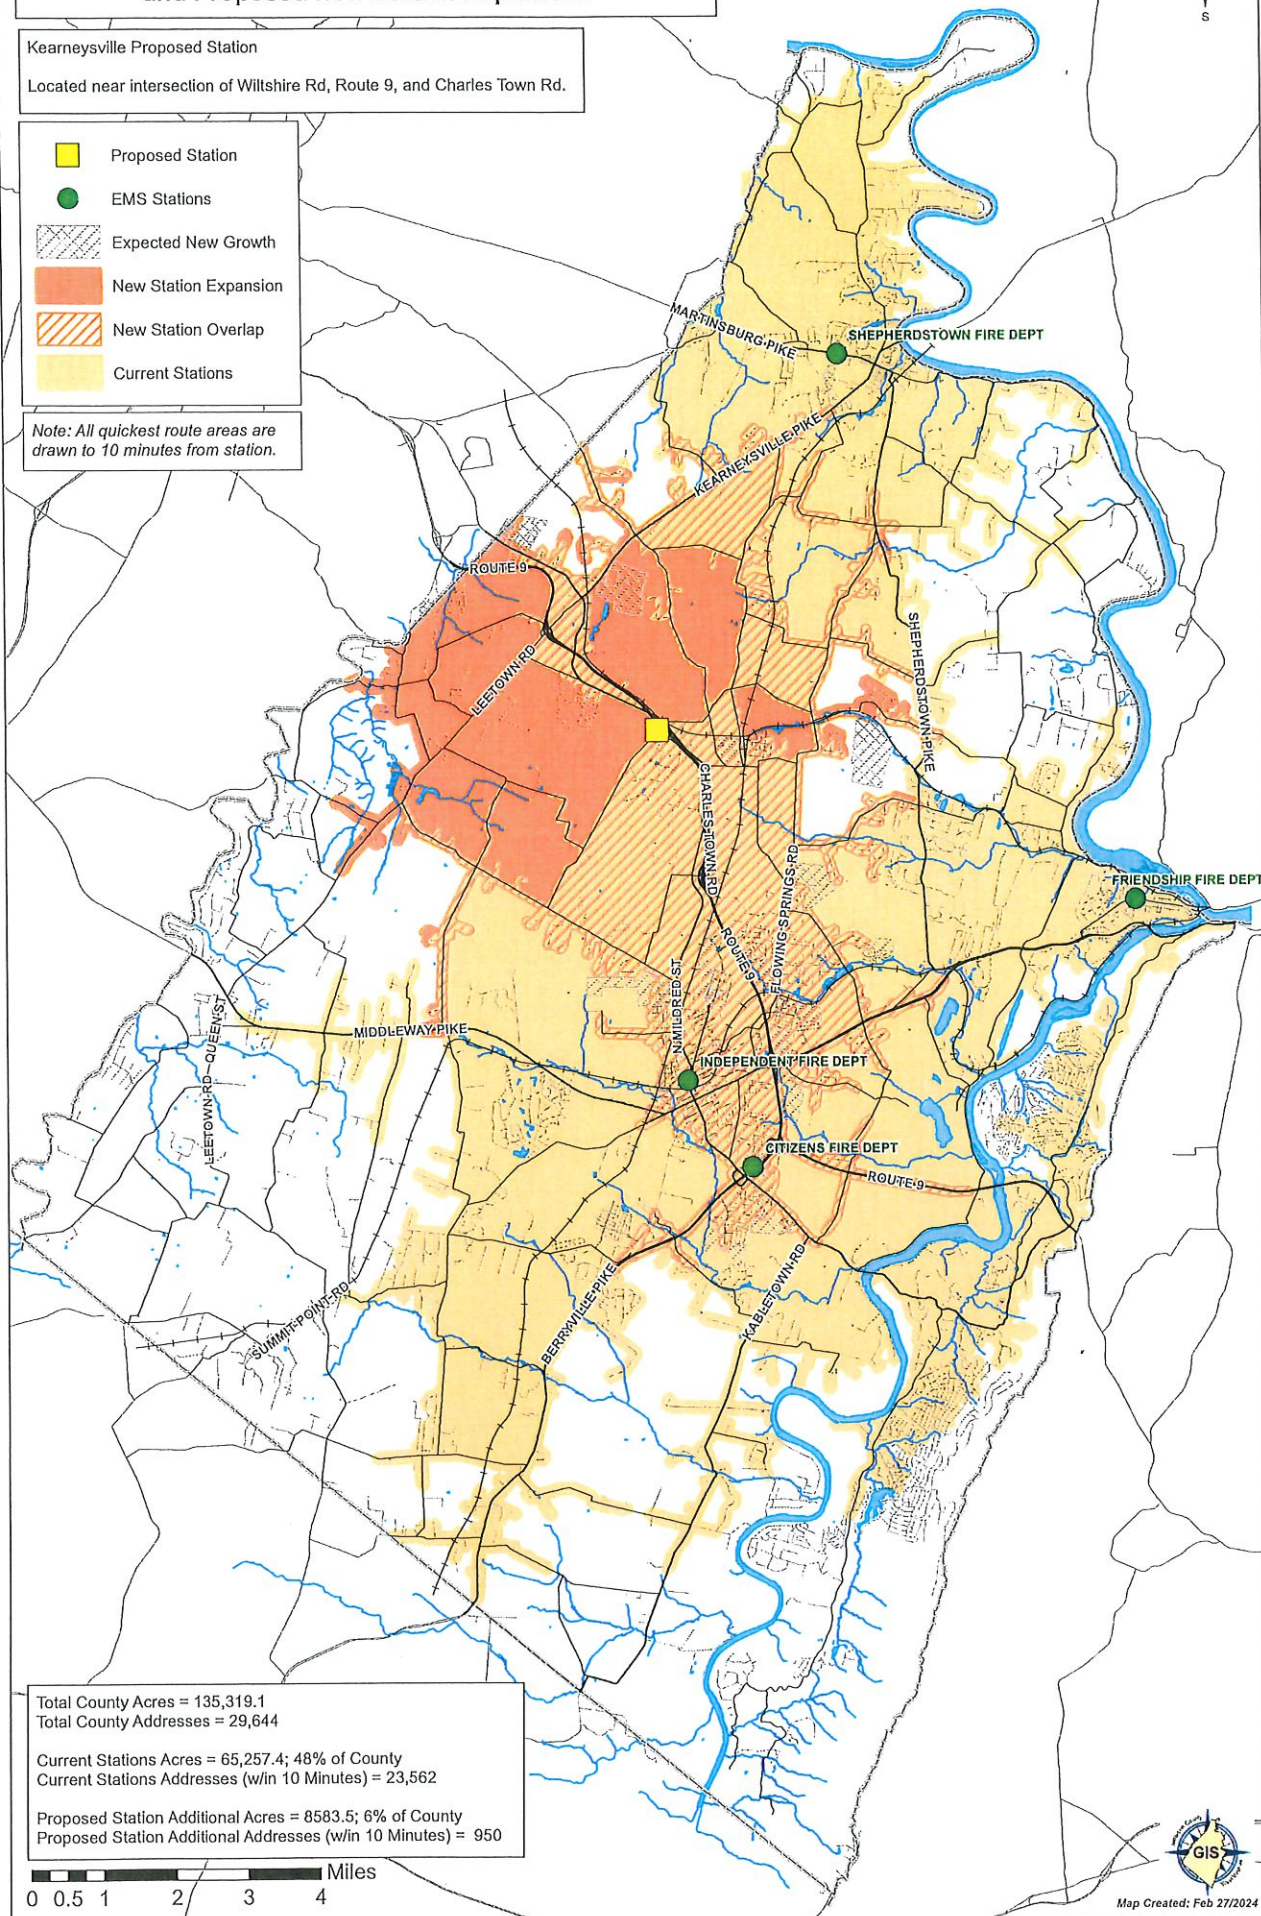 S
Kearneysville Proposed Station
Located near intersection of Wiltshire Rd, Route 9, and Charles Town Rd.
Proposed Station
EMS Stations
Expected New Growth
New Station Expansion
New Station Overlap
Current Stations
Note: All quickest route areas are
drawn to 10 minutes from station.
MARTINSBURG PIKE
SHEPHERDSTOWN FIRE DEPT
KEARNEYSVILLE PIKE
ROUTE 9
LEETOWN RD
SHEPHERDSTOWN PIKE
CHARLES TOWN RD
FLOWING SPRINGS RD
FRIENDSHIP FIRE DEPT
ROUTE 9
N MILDRED ST
LEETOWN RD
QUEEN ST
MIDDLEWAY PIKE
INDEPENDENT FIRE DEPT
CITIZENS FIRE DEPT
ROUTE 9
SUMMIT POINT RD
BERRYVILLE PIKE
KABLETOWN RD
Total County Acres = 135,319.1
Total County Addresses = 29,644
Current Stations Acres = 65,257.4; 48% of County
Current Stations Addresses (w/in 10 Minutes) = 23,562
Proposed Station Additional Acres = 8583.5; 6% of County
Proposed Station Additional Addresses (w/in 10 Minutes) = 950
Miles
0 0.5 1 2 3 4
GIS
Map Created: Feb 27/2024